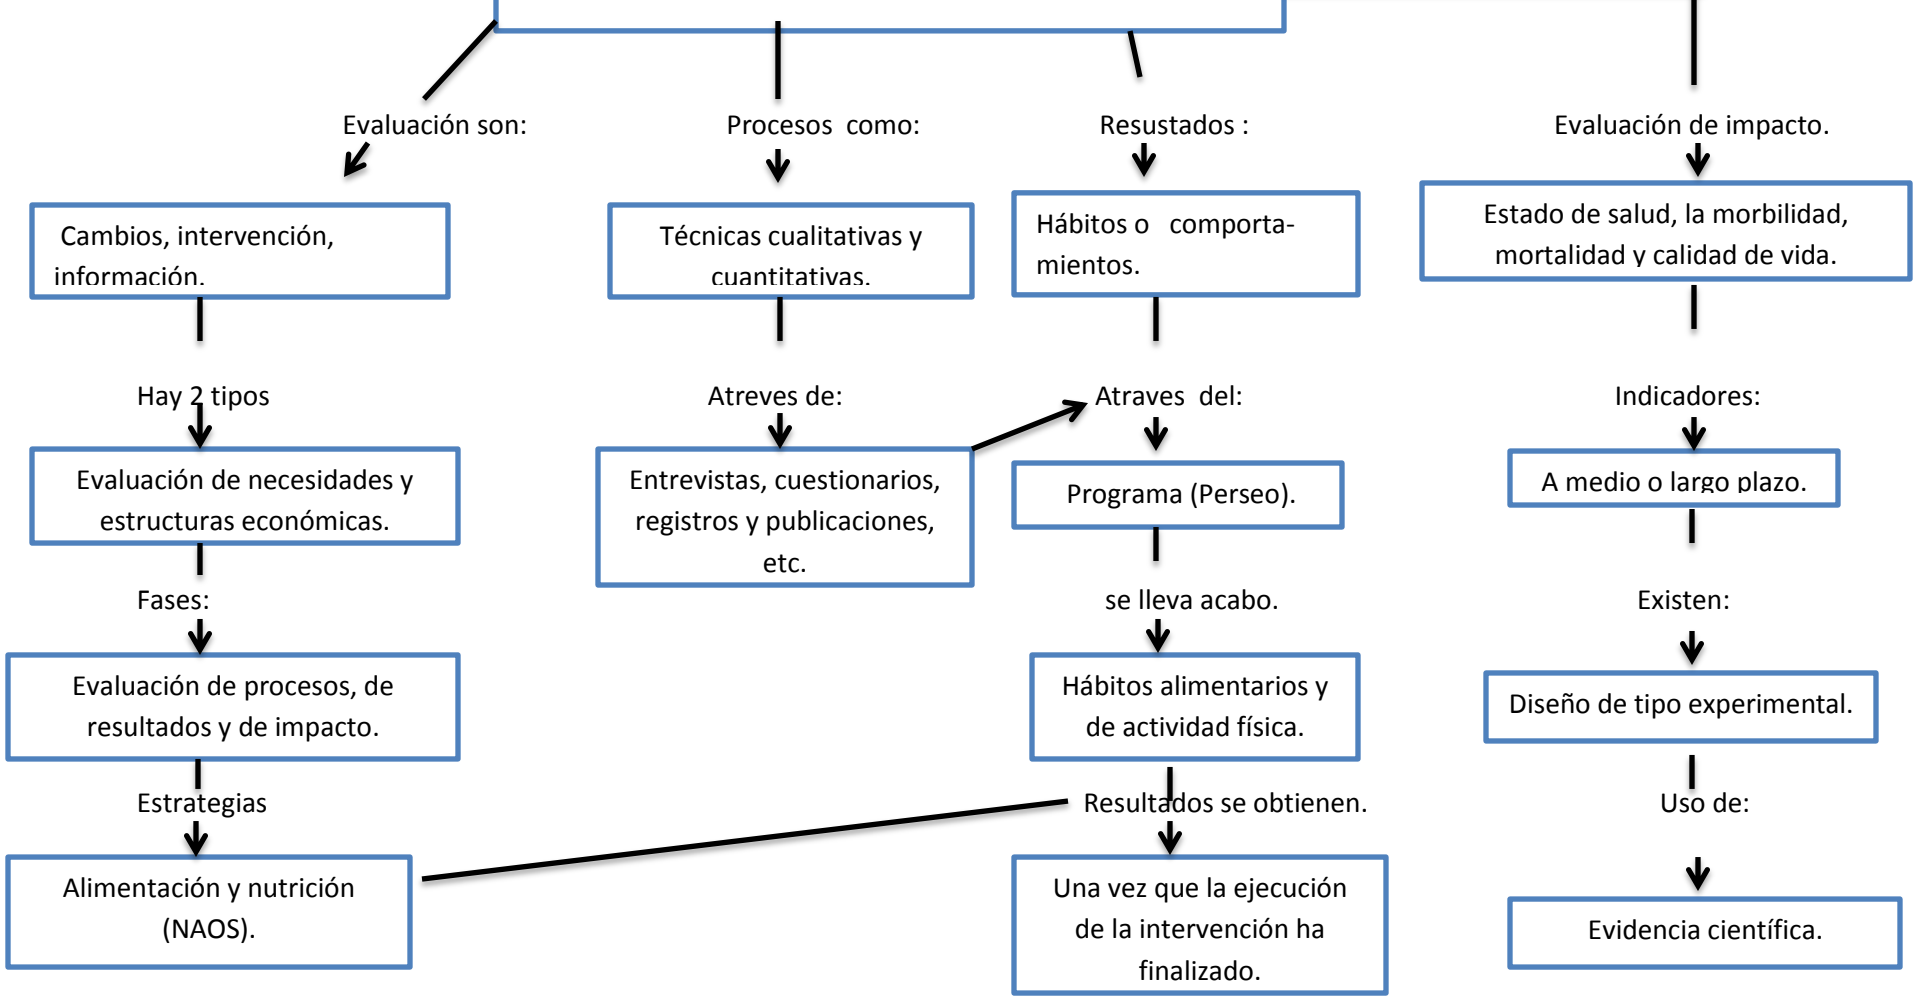 Evaluación son:
Procesos como:
Resustados :
Evaluación de impacto.
Cambios, intervención,
información.
Técnicas cualitativas y
cuantitativas.
Hábitos o comporta-
mientos.
Estado de salud, la morbilidad,
mortalidad y calidad de vida.
Hay 2 tipos
Atreves de:
Atraves del:
Indicadores:
Evaluación de necesidades y
estructuras económicas.
Entrevistas, cuestionarios,
registros y publicaciones,
etc.
Programa (Perseo).
A medio o largo plazo.
Fases:
se lleva acabo.
Existen:
Evaluación de procesos, de
resultados y de impacto.
Hábitos alimentarios y
de actividad física.
Diseño de tipo experimental.
Estrategias
Resultados se obtienen.
Uso de:
Alimentación y nutrición
(NAOS).
Una vez que la ejecución
de la intervención ha
finalizado.
Evidencia científica.